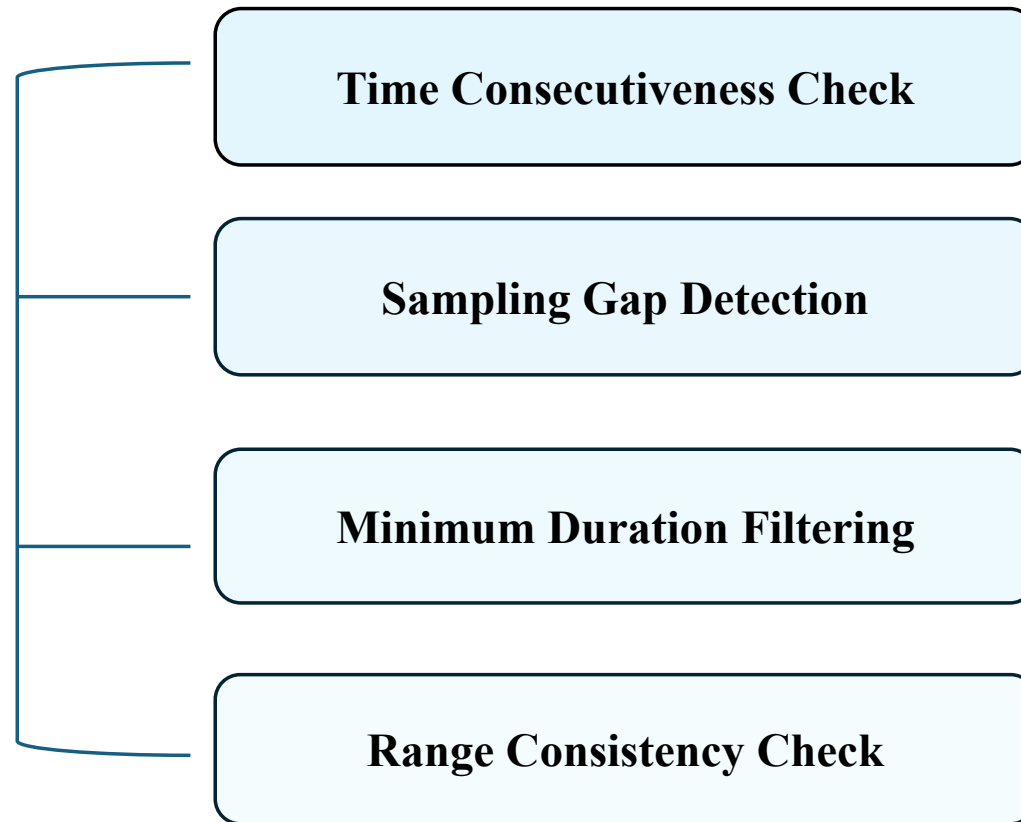 Time Consecutiveness Check
Sampling Gap Detection
Minimum Duration Filtering
Range Consistency Check